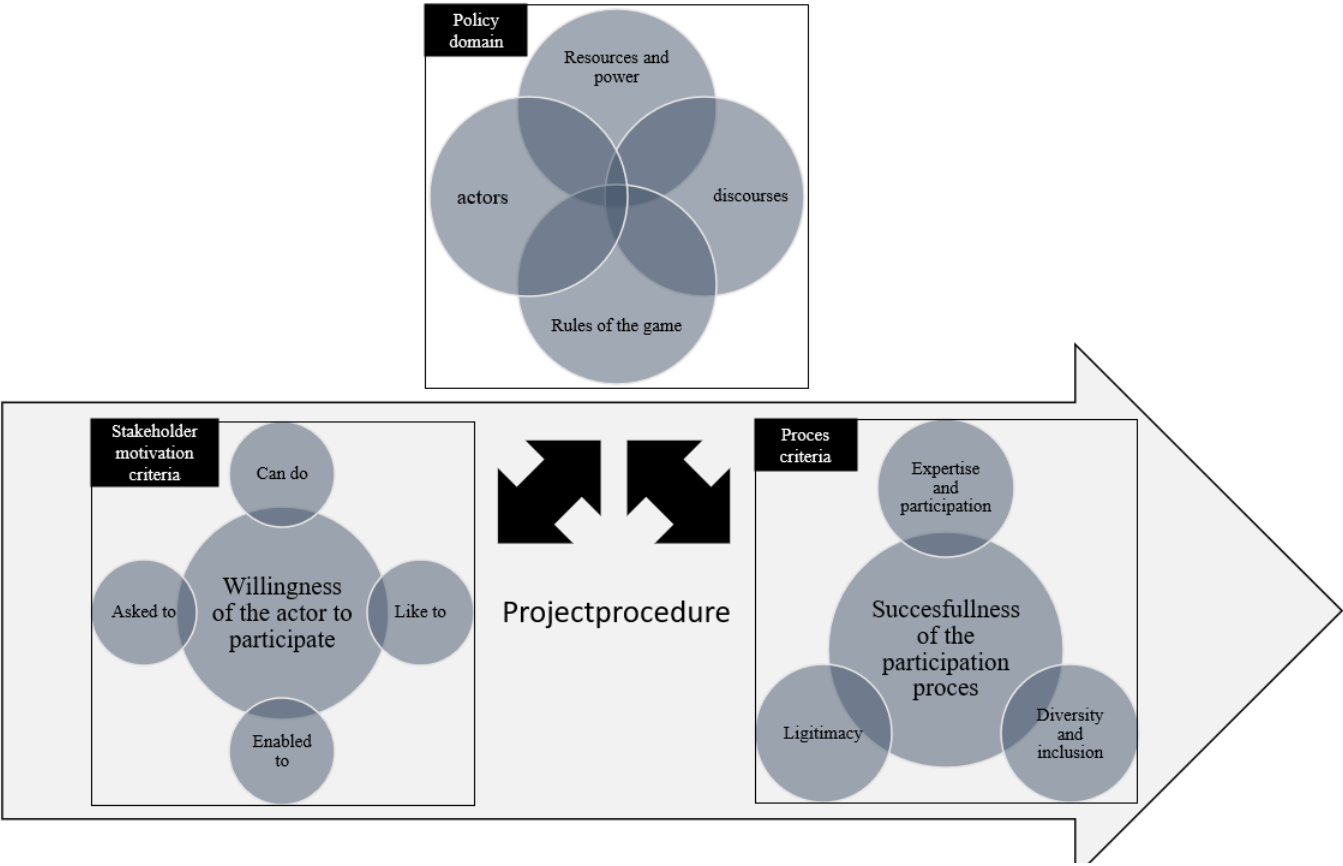 Policy
domain
Resources and
power
actors
discourses
Rules of the game
Stakeholder
motivation
criteria
Can do
Asked to
Willingness
of the actor to
participate
Like to
Enabled
to
Projectprocedure
Proces
criteria
Expertise
and
participation
Succesfullness
of the
participation
proces
Ligitimacy
Diversity
and
inclusion